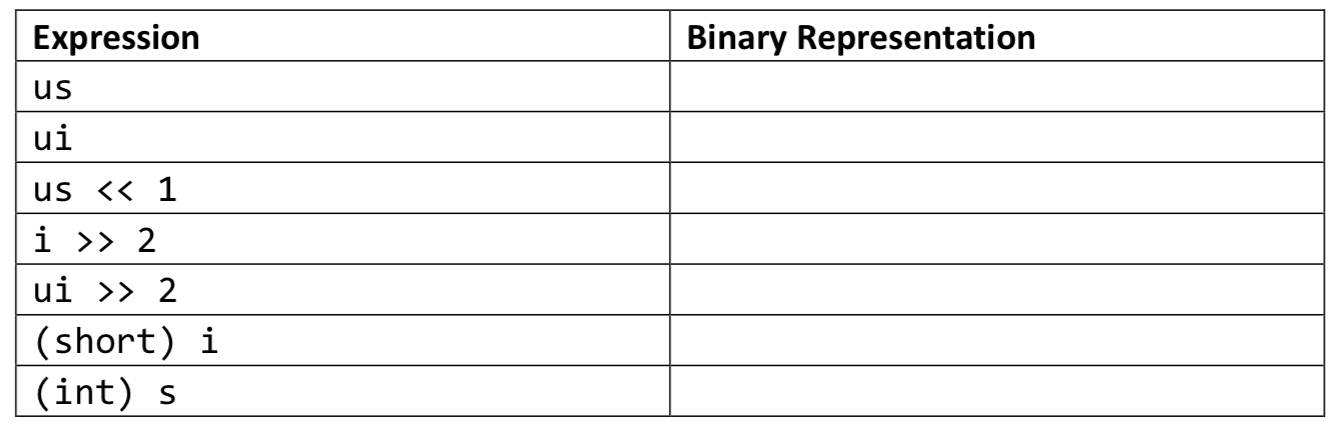 Expression Binary Representation
us
ui
us << 1
i >> 2
ui >> 2
(short) i
(int) s